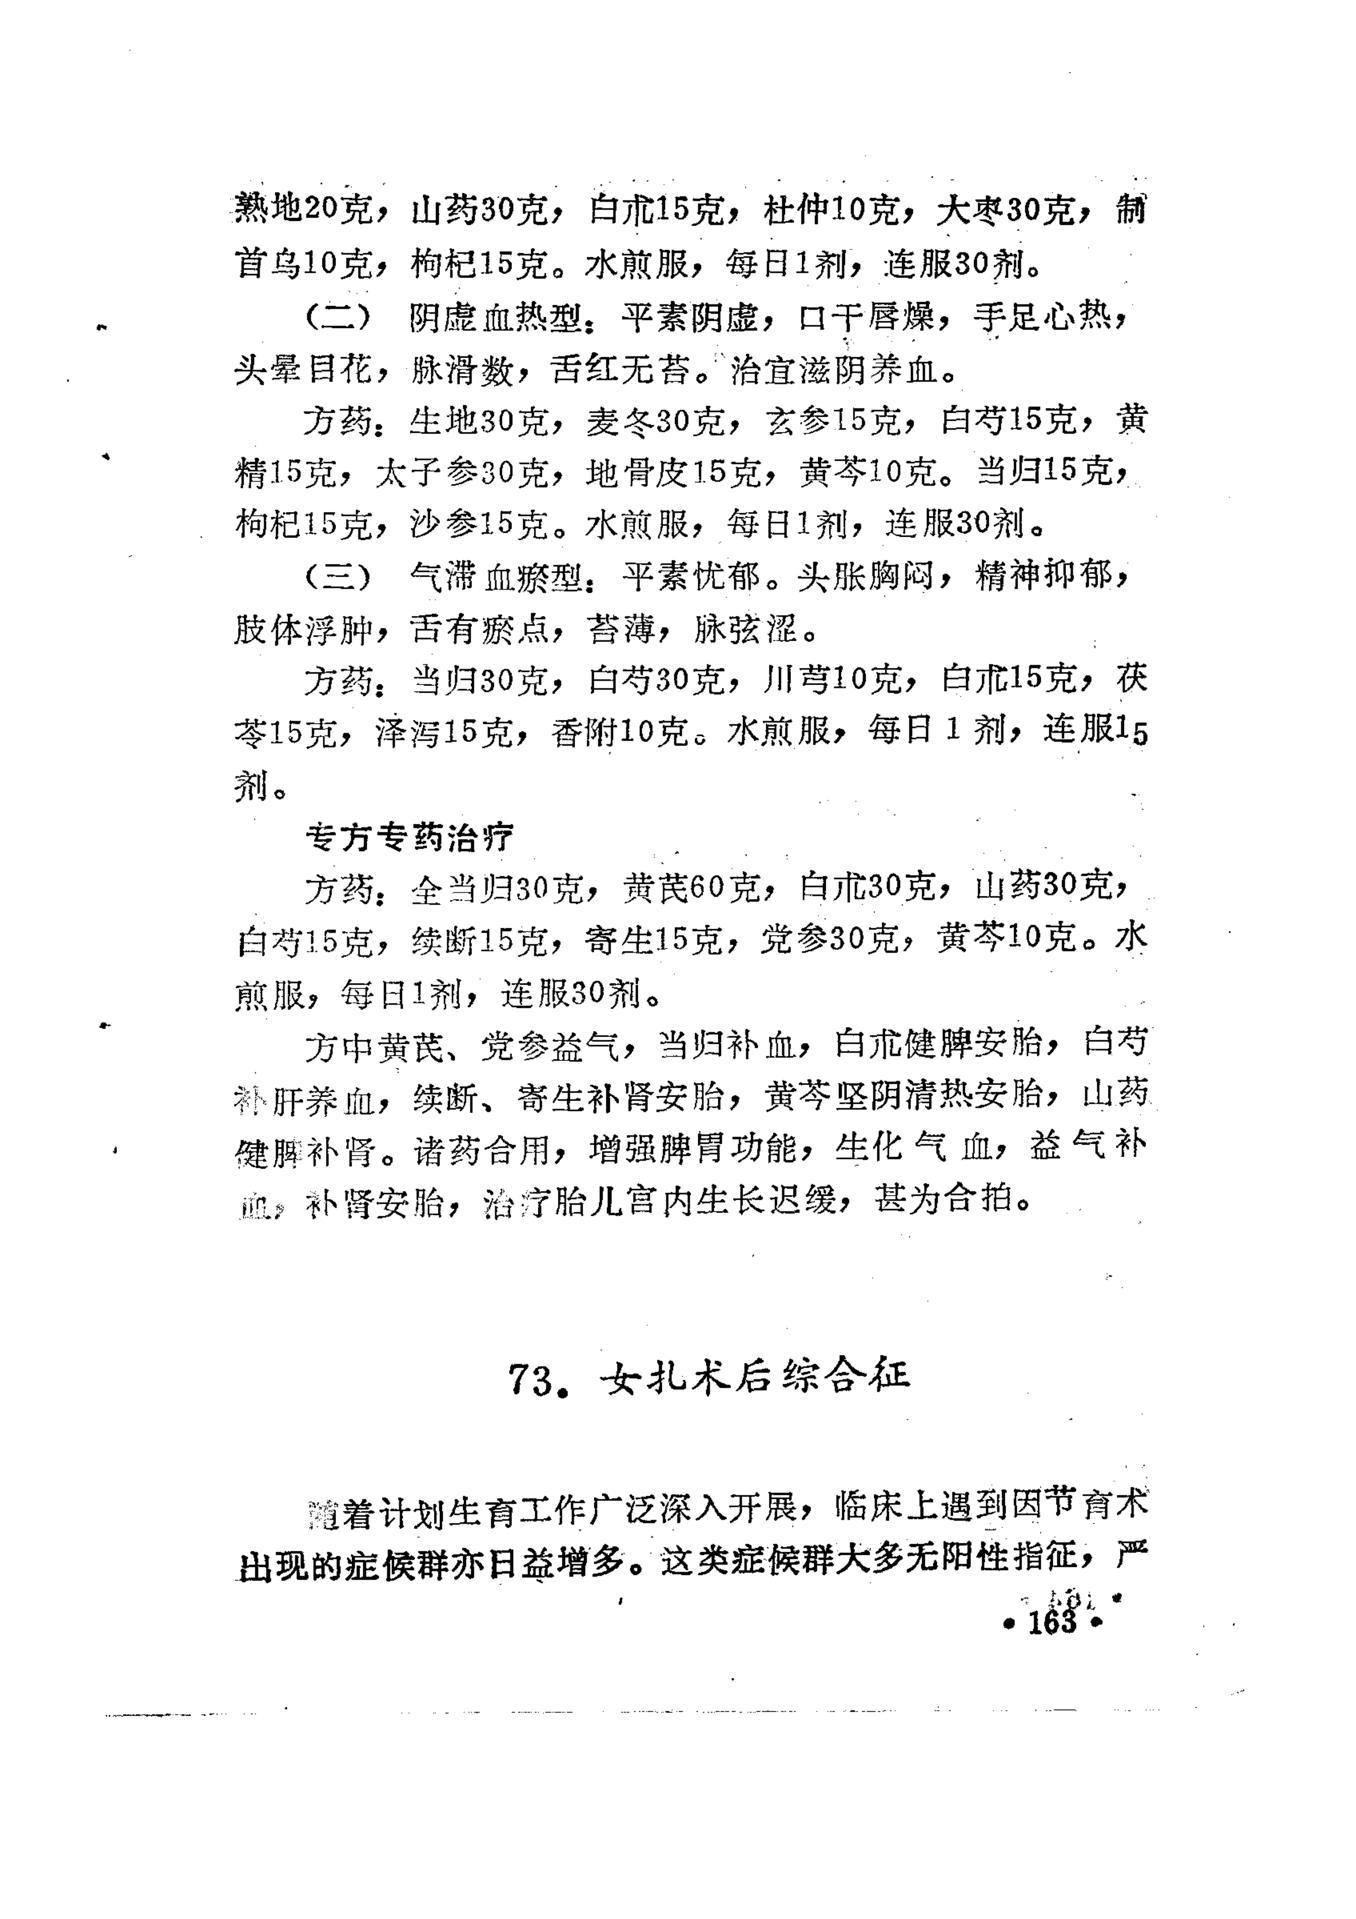 熟地20克，山药30克，白朮15克，杜仲10克，大枣30克，制
首乌10克，枸杞15克。水煎服，每日1剂，连服30剂。
（二） 阴虚血热型：平素阴虚，口干唇燥，手足心热，
头晕目花，脉滑数，舌红无苔。治宜滋阴养血。
方药：生地30克，麦冬30克，玄参15克，白芍15克，黄
精15克，太子参30克，地骨皮15克，黄芩10克。当归15克，
枸杞15克，沙参15克。水煎服，每日1剂，连服30剂。
（三） 气滞血瘀型：平素忧郁。头胀胸闷，精神抑郁，
肢体浮肿，舌有瘀点，苔薄，脉弦涩。
方药：当归30克，白芍30克，川芎10克，白朮15克，茯
苓15克，泽泻15克，香附10克。水煎服，每日1剂，连服15
剂。
专方专药治疗
方药：全当归30克，黄芪60克，白朮30克，山药30克，
白芍15克，续断15克，寄生15克，党参30克，黄芩10克。水
煎服，每日1剂，连服30剂。
方中黄芪、党参益气，当归补血，白朮健脾安胎，白芍
补肝养血，续断、寄生补肾安胎，黄芩坚阴清热安胎，山药
健脾补肾。诸药合用，增强脾胃功能，生化气血，益气补
血，补肾安胎，治疗胎儿宫内生长迟缓，甚为合拍。
73. 女扎术后综合征
随着计划生育工作广泛深入开展，临床上遇到因节育术
出现的症候群亦日益增多。这类症候群大多无阳性指征，严
•163•